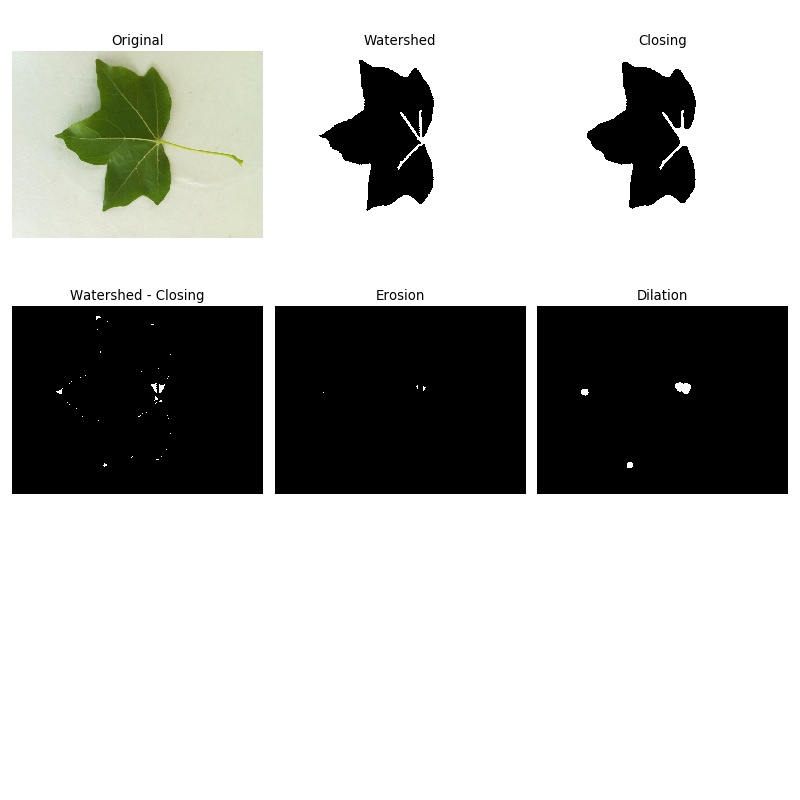 Original
Watershed
Closing
Watershed - Closing
Erosion
Dilation